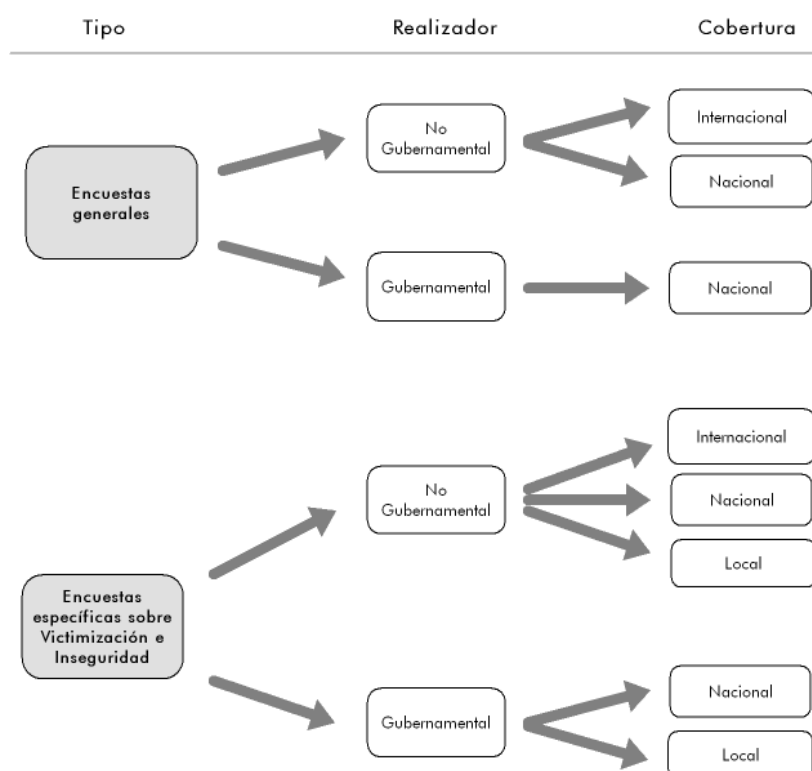 Tipo
Realizador
Cobertura
Encuestas
generales
No
Gubernamental
Internacional
Nacional
Gubernamental
Nacional
Encuestas
específicas sobre
Victimización e
Inseguridad
No
Gubernamental
Internacional
Nacional
Local
Gubernamental
Nacional
Local